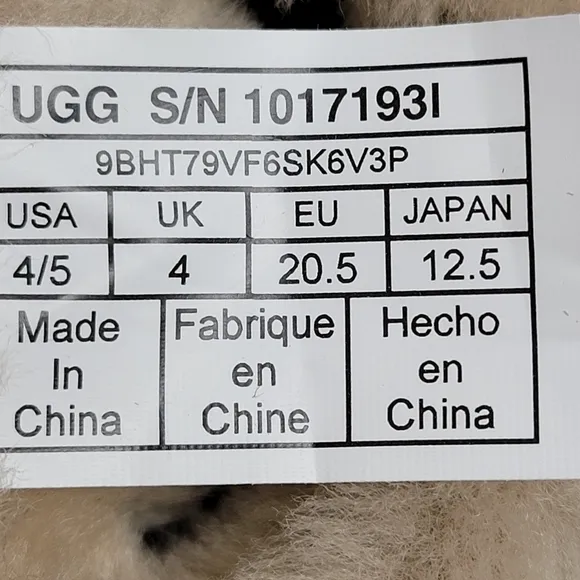 UGG S/N 1017193I
9BHT79VF6SK6V3P
USA UK EU JAPAN
4/5 4 20.5 12.5
Made
In
China
Fabrique
en
Chine
Hecho
en
China